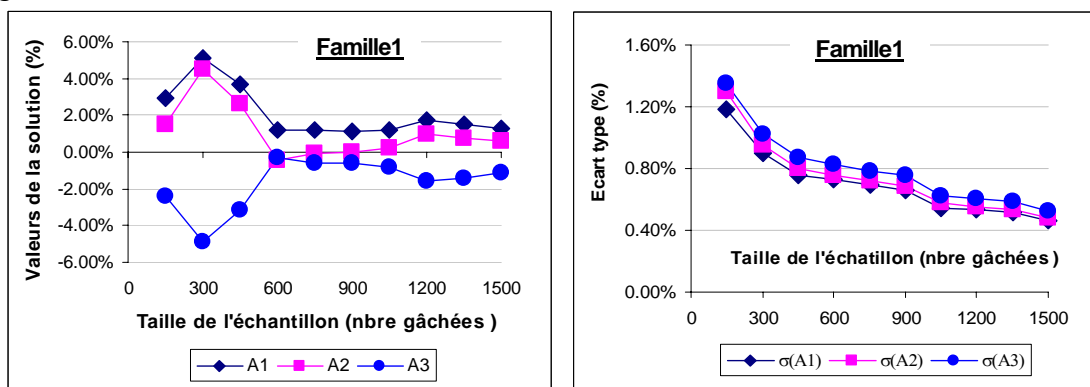 Famille1
Valeurs de la solution (%)
6.00%
4.00%
2.00%
0.00%
-2.00%
-4.00%
-6.00%
0 300 600 900 1200 1500
Taille de l'échantillon (nbre gâchées )
A1 A2 A3
Famille1
Ecart type (%)
1.60%
1.20%
0.80%
0.40%
0.00%
Taille de l'échatillon (nbre gâchées )
0 300 600 900 1200 1500
σ(A1) σ(A2) σ(A3)